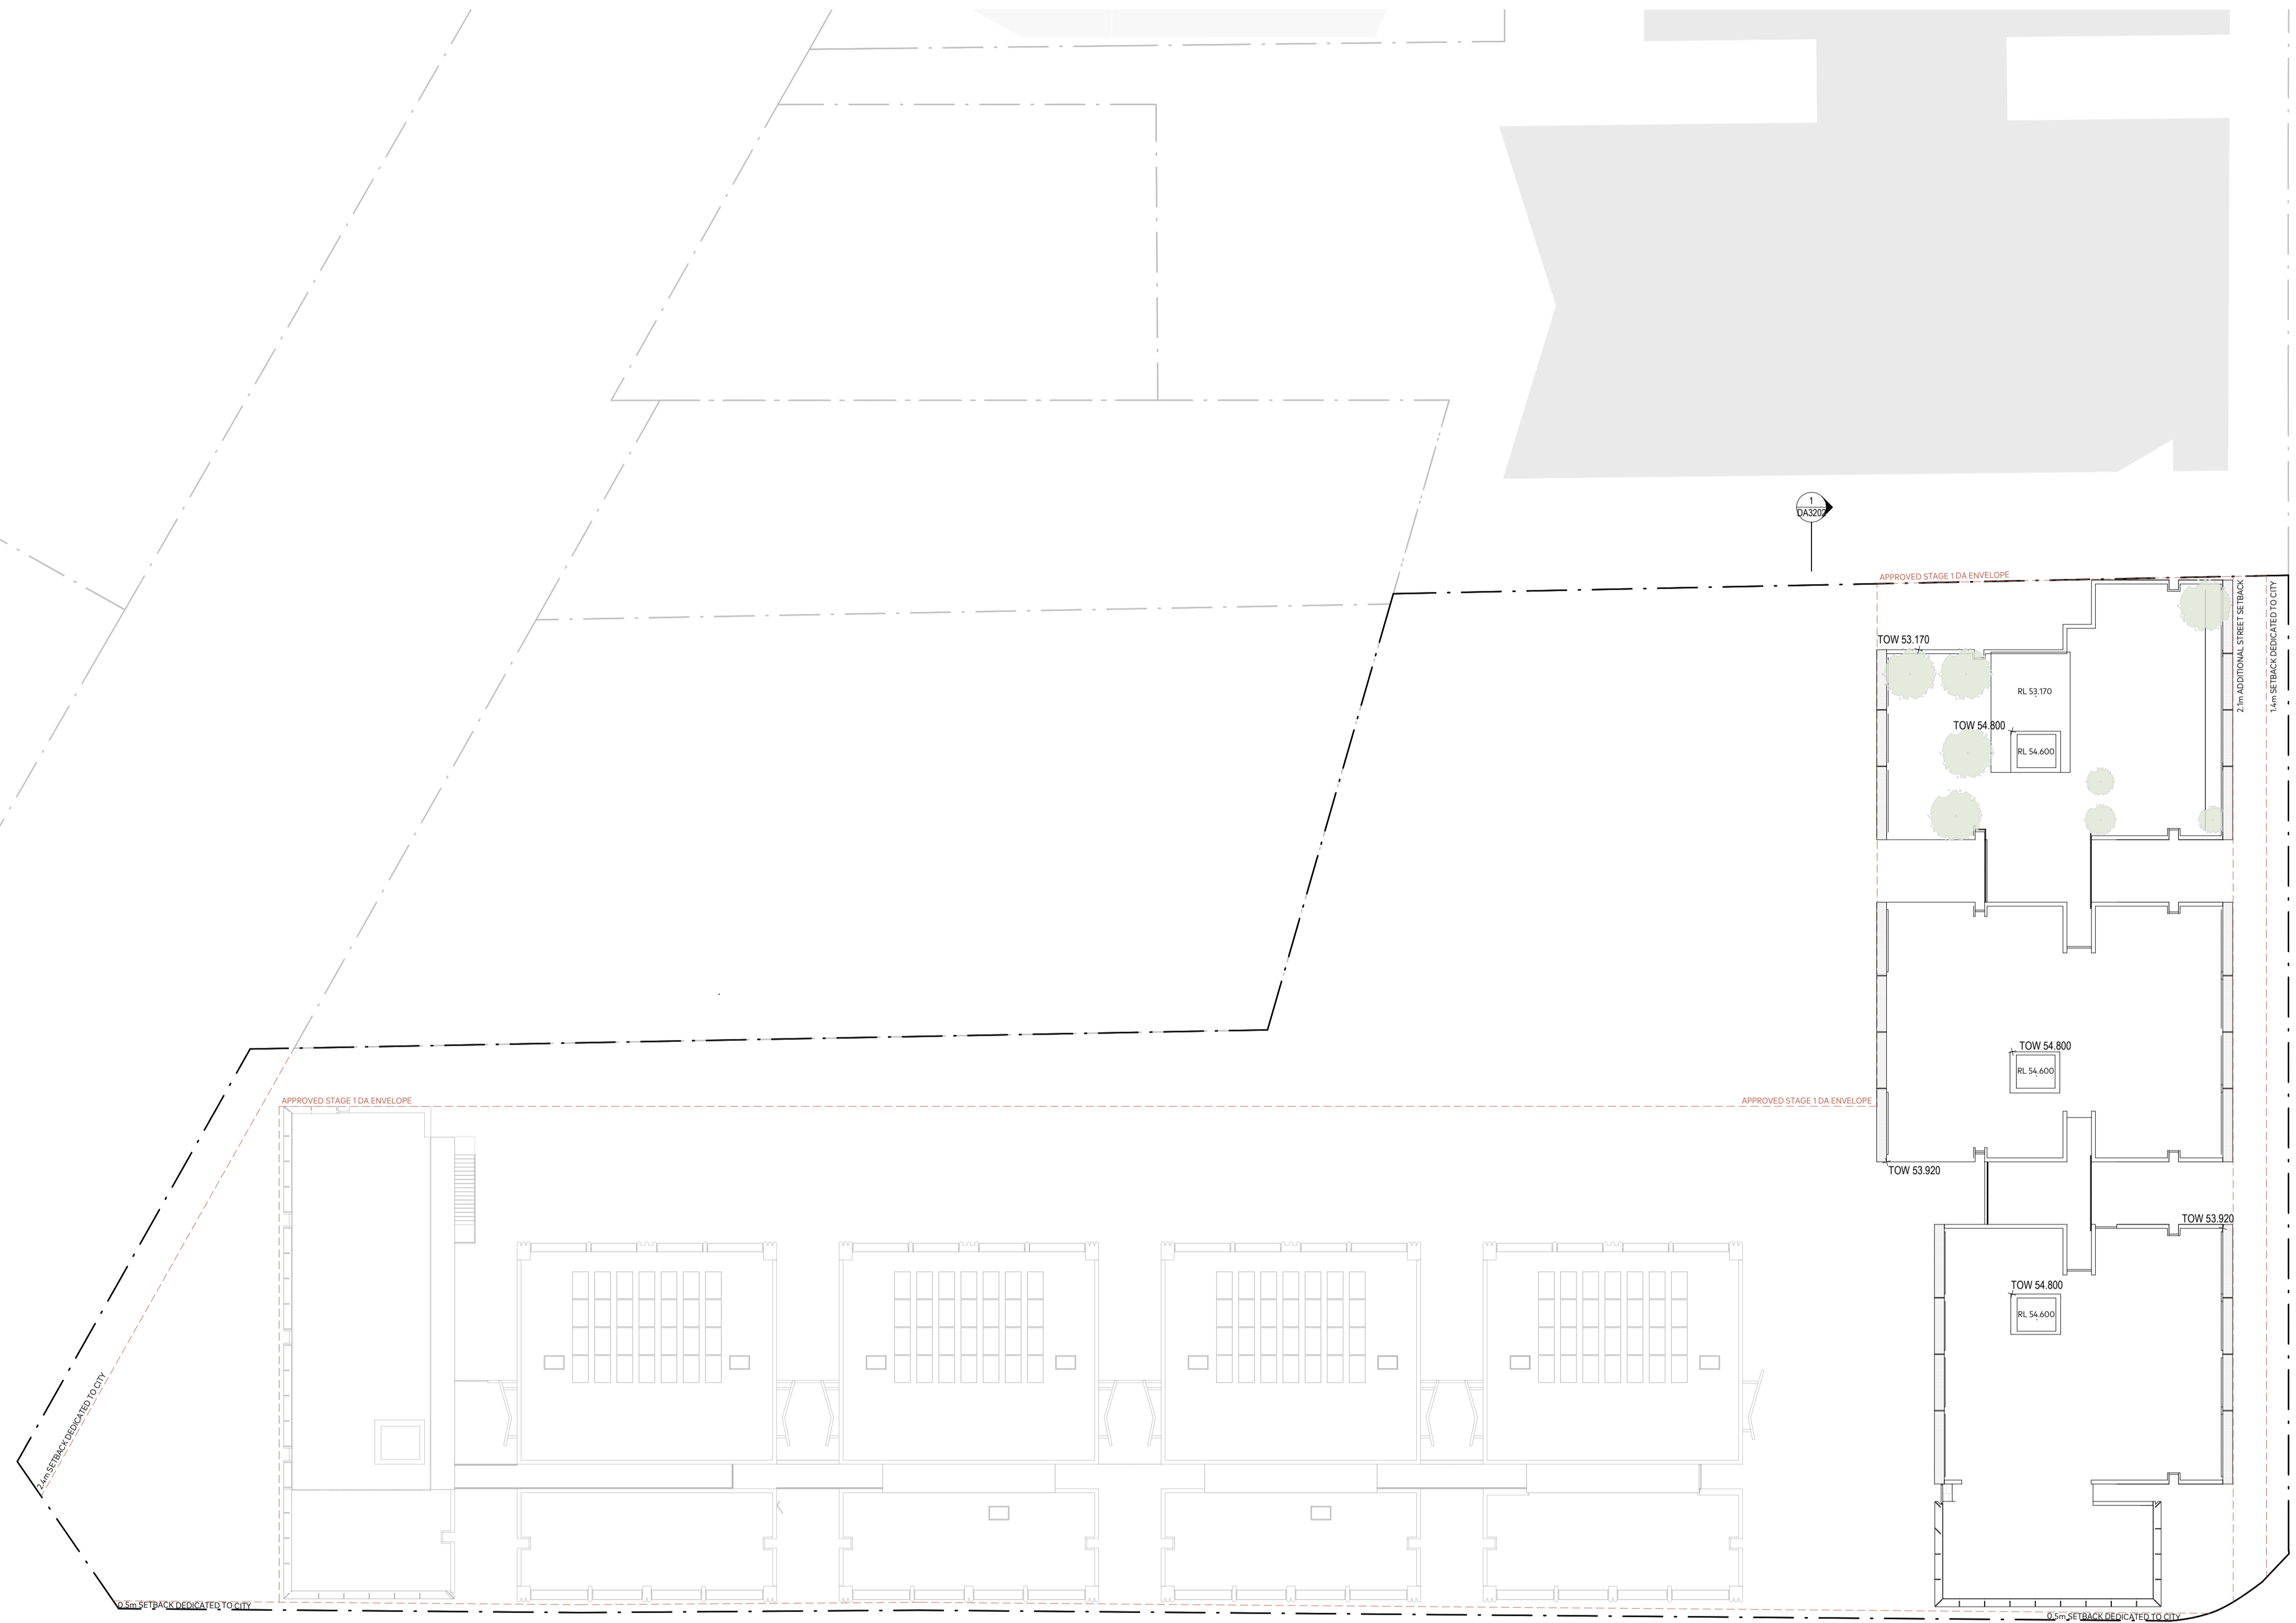 1
DA3202
APPROVED STAGE 1 DA ENVELOPE
2.1m ADDITIONAL STREET SETBACK
1.4m SETBACK DEDICATED TO CITY
TOW 53.170
RL 53.170
TOW 54.800
RL 54.600
TOW 54.800
RL 54.600
APPROVED STAGE 1 DA ENVELOPE
APPROVED STAGE 1 DA ENVELOPE
TOW 53.920
TOW 53.920
TOW 54.800
RL 54.600
2.4m SETBACK DEDICATED TO CITY
0.5m SETBACK DEDICATED TO CITY
0.5m SETBACK DEDICATED TO CITY